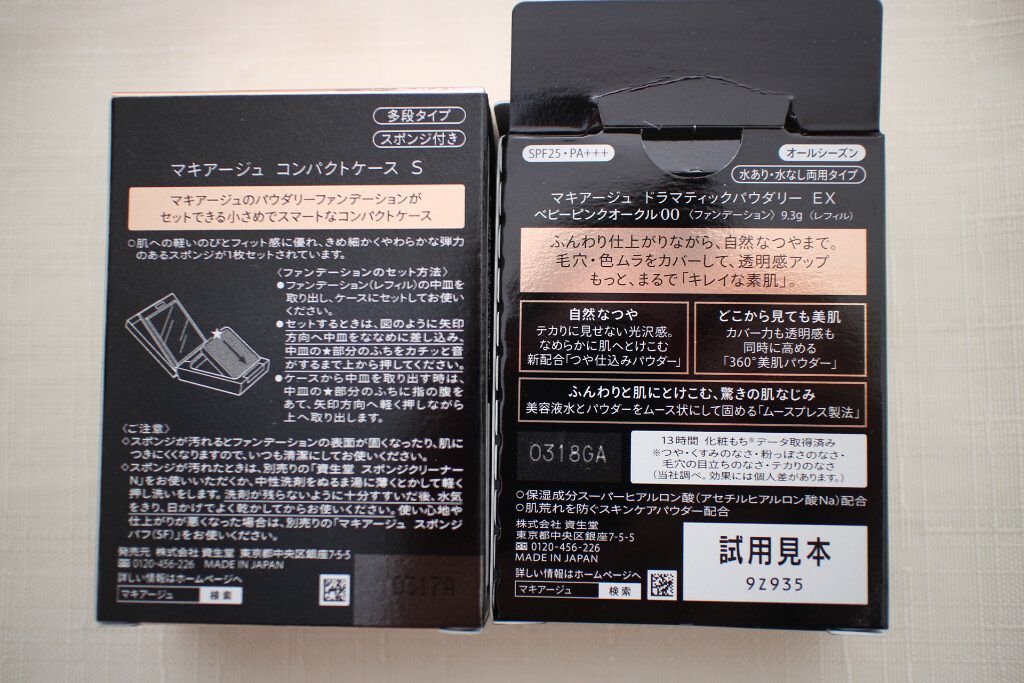 多段タイプ
スポンジ付き
マキアージュ コンパクトケース S
マキアージュのパウダリーファンデーションが
セットできる小さめでスマートなコンパクトケース
○肌への軽いのびとフィット感に優れ、きめ細かくやわらかな弾力
のあるスポンジが1枚セットされています。
〈ファンデーションのセット方法〉
●ファンデーション(レフィル)の中皿を
取り出し、ケースにセットしてお使い
ください。
●セットするときは、図のように矢印
方向へ中皿をななめに差し込み、
中皿の★部分のふちをカチッと音
がするまで上から押してください。
●ケースから中皿を取り出す時は、
中皿の★部分のふちに指の腹を
あて、矢印方向へ軽く押しながら
上へ取り出します。
〈ご注意〉
◇スポンジが汚れるとファンデーションの表面が固くなったり、肌に
つきにくくなりますので、いつも清潔にしてお使いください。
◇スポンジが汚れたときは、別売りの「資生堂 スポンジクリーナー
N」をお使いいただくか、中性洗剤をぬるま湯に薄くとかして軽く
押し洗いをします。洗剤が残らないように十分すすいだ後、水気
をきり、日かげでよく乾かしてからお使いください。使い心地や
仕上がりが悪くなった場合は、別売りの「マキアージュ スポンジ
パフ(SF)」をお使いください。
発売元 株式会社 資生堂 東京都中央区銀座7-5-5
0120-456-226 MADE IN JAPAN
詳しい情報はホームページへ
マキアージュ 検索
0317A
SPF25・PA+++
オールシーズン
水あり・水なし両用タイプ
マキアージュ ドラマティックパウダリー EX
ベビーピンクオークル00 〈ファンデーション〉 9.3g (レフィル)
ふんわり仕上がりながら、自然なつやまで。
毛穴・色ムラをカバーして、透明感アップ
もっと、まるで「キレイな素肌」。
自然なつや
テカリに見せない光沢感。
なめらかに肌へとけこむ
新配合「つや仕込みパウダー」
どこから見ても美肌
カバー力も透明感も
同時に高める
「360°美肌パウダー」
ふんわりと肌にとけこむ、驚きの肌なじみ
美容液水とパウダーをムース状にして固める「ムースプレス製法」
0318GA
13時間 化粧もち※データ取得済み
※つや・くすみのなさ・粉っぽさのなさ・
毛穴の目立ちのなさ・テカリのなさ
(当社調べ。効果には個人差があります。)
○保湿成分スーパーヒアルロン酸(アセチルヒアルロン酸Na)配合
○肌荒れを防ぐスキンケアパウダー配合
株式会社 資生堂
東京都中央区銀座7-5-5
0120-456-226
MADE IN JAPAN
詳しい情報はホームページへ
マキアージュ 検索
試用見本
9Z935